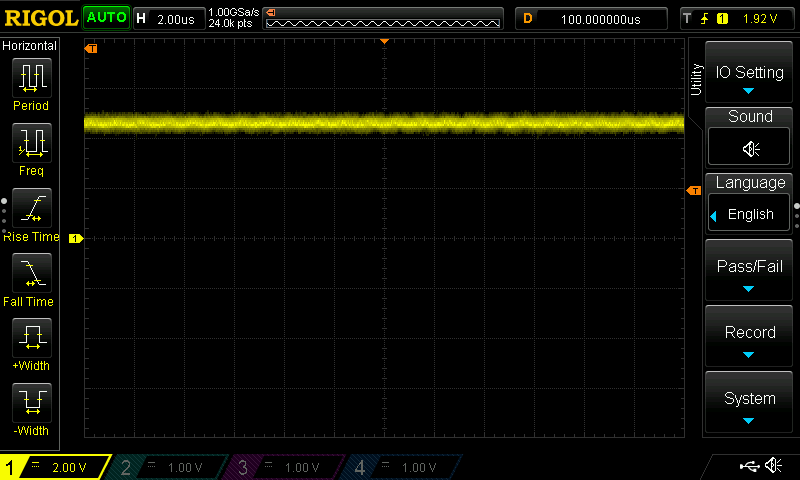 RIGOL AUTO H 2.00us 1.00GSa/s 24.0k pts D 100.000000us T 1 1.92 V
Horizontal
Period
Freq
Rise Time
Fall Time
+Width
-Width
T
T
1
Utility
IO Setting
Sound
Language
English
Pass/Fail
Record
System
1 = 2.00 V 2 = 1.00 V 3 = 1.00 V 4 = 1.00 V